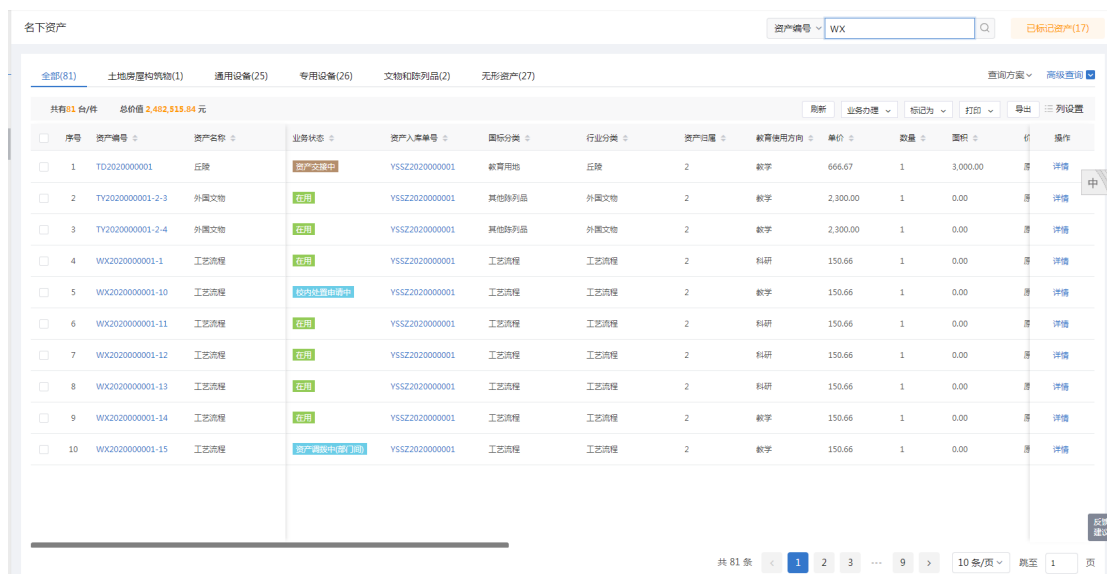 名下资产 资产编号 WX 已标记资产(17)
全部(81) 土地房屋构筑物(1) 通用设备(25) 专用设备(26) 文物和陈列品(2) 无形资产(27) 查询方案 高级查询
共有81 台/件 总价值 2,482,515.84 元 刷新 业务办理 标记为 打印 导出 列设置
序号 资产编号 资产名称 业务状态 资产入库单号 国标分类 行业分类 资产归属 教育使用方向 单价 数量 面积 操作
1 TD2020000001 丘陵 资产交接中 YSSZ2020000001 教育用地 丘陵 2 教学 666.67 1 3,000.00 详情
中
2 TY2020000001-2-3 外国文物 在用 YSSZ2020000001 其他陈列品 外国文物 2 教学 2,300.00 1 0.00 详情
3 TY2020000001-2-4 外国文物 在用 YSSZ2020000001 其他陈列品 外国文物 2 教学 2,300.00 1 0.00 详情
4 WX2020000001-1 工艺流程 在用 YSSZ2020000001 工艺流程 工艺流程 2 科研 150.66 1 0.00 详情
5 WX2020000001-10 工艺流程 校内处置申请中 YSSZ2020000001 工艺流程 工艺流程 2 教学 150.66 1 0.00 详情
6 WX2020000001-11 工艺流程 在用 YSSZ2020000001 工艺流程 工艺流程 2 科研 150.66 1 0.00 详情
7 WX2020000001-12 工艺流程 在用 YSSZ2020000001 工艺流程 工艺流程 2 科研 150.66 1 0.00 详情
8 WX2020000001-13 工艺流程 在用 YSSZ2020000001 工艺流程 工艺流程 2 科研 150.66 1 0.00 详情
9 WX2020000001-14 工艺流程 在用 YSSZ2020000001 工艺流程 工艺流程 2 教学 150.66 1 0.00 详情
10 WX2020000001-15 工艺流程 资产调拨中(部门间) YSSZ2020000001 工艺流程 工艺流程 2 教学 150.66 1 0.00 详情
反馈
建议
共 81 条 < 1 2 3 ··· 9 > 10 条/页 跳至 1 页